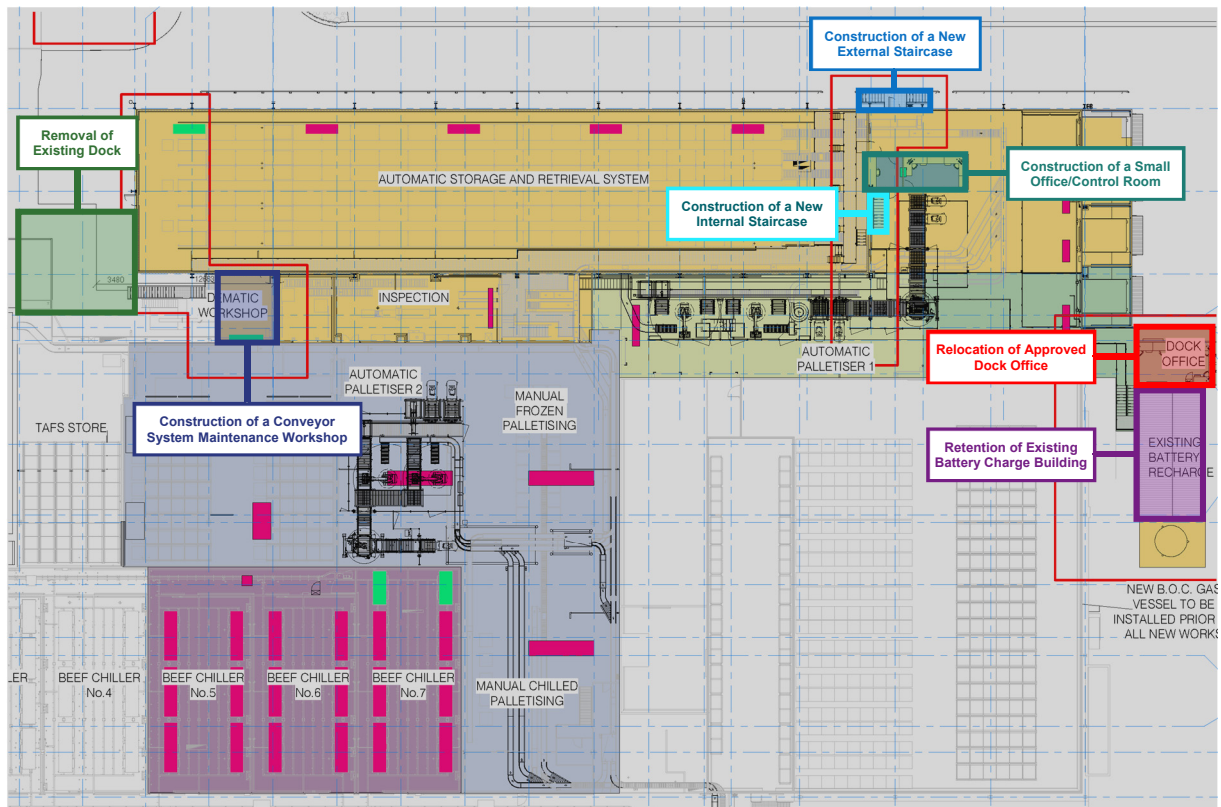 Construction of a New
External Staircase
Removal of
Existing Dock
AUTOMATIC STORAGE AND RETRIEVAL SYSTEM
Construction of a Small
Office/Control Room
Construction of a New
Internal Staircase
3480
DEMATIC
WORKSHOP
INSPECTION
AUTOMATIC
PALLETISER 1
Relocation of Approved
Dock Office
DOCK
OFFICE
AUTOMATIC
PALLETISER 2
MANUAL
FROZEN
PALLETISING
Construction of a Conveyor
System Maintenance Workshop
TAFS STORE
Retention of Existing
Battery Charge Building
EXISTING
BATTERY
RECHARGE
NEW B.O.C. GAS
VESSEL TO BE
INSTALLED PRIOR
ALL NEW WORKS
LER
BEEF CHILLER
No.4
BEEF CHILLER
No.5
BEEF CHILLER
No.6
BEEF CHILLER
No.7
MANUAL CHILLED
PALLETISING